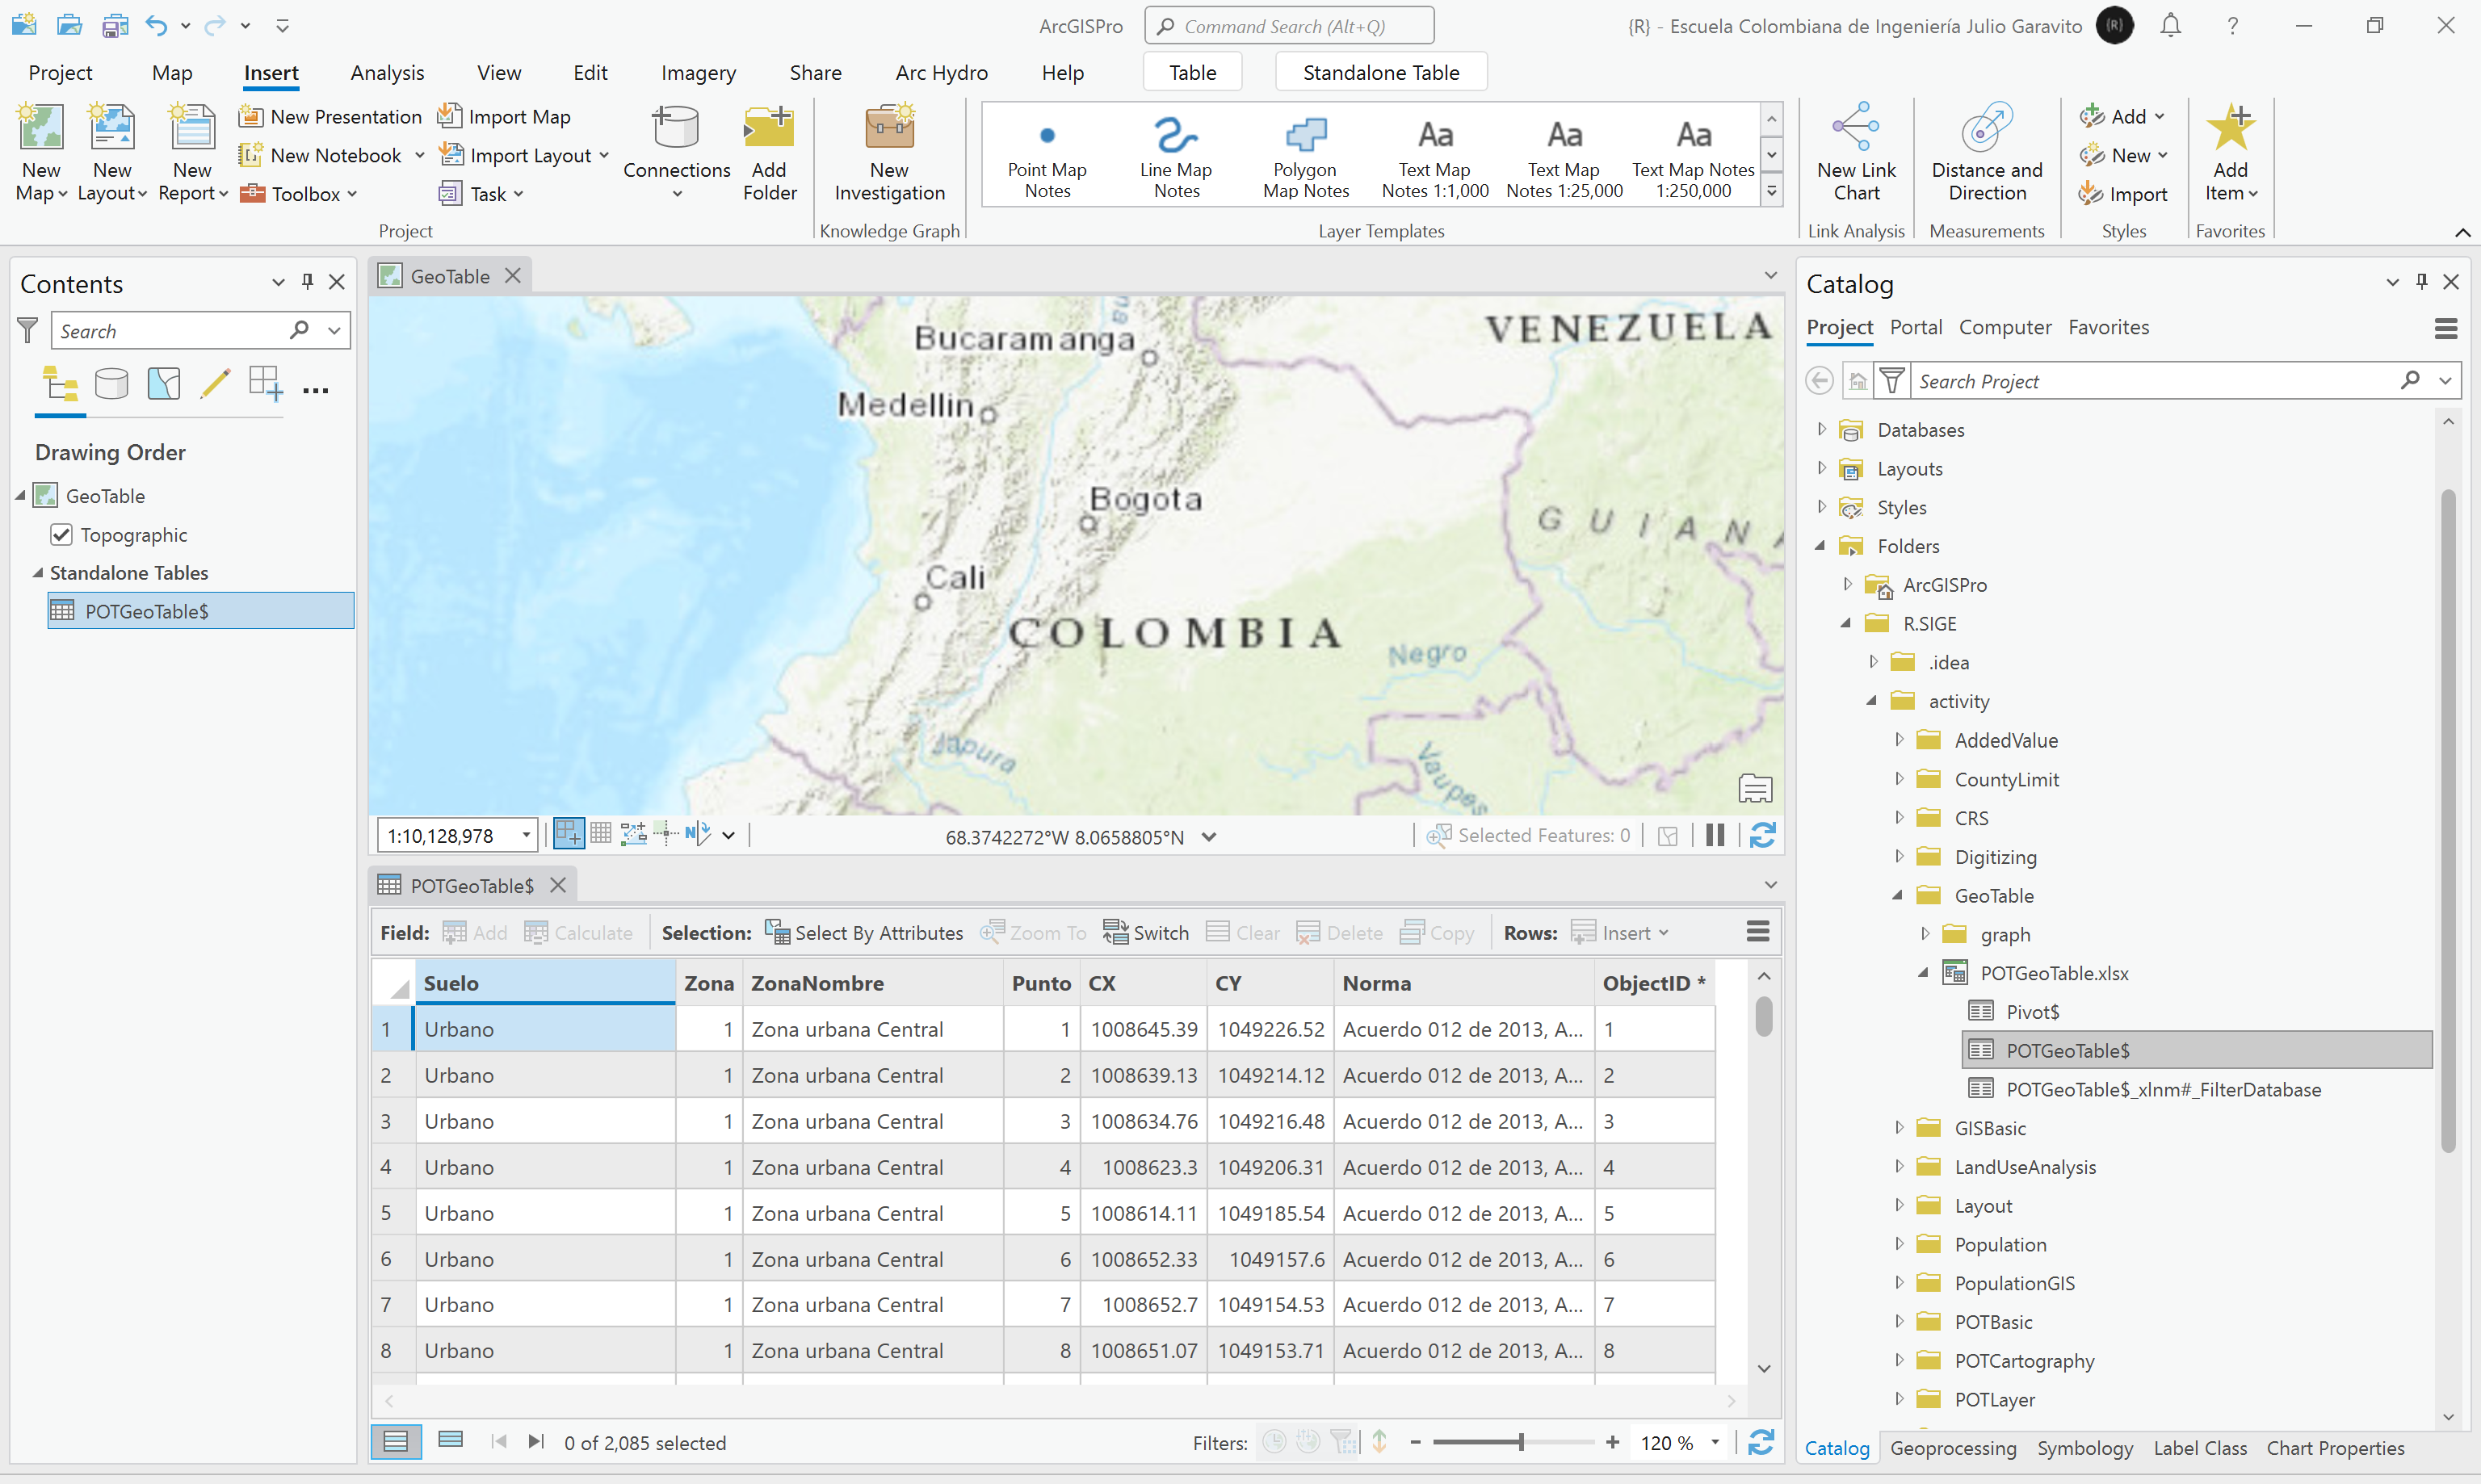 ArcGISPro
Command Search (Alt+Q)
{R} - Escuela Colombiana de Ingeniería Julio Garavito
{R}
Project Map Insert Analysis View Edit Imagery Share Arc Hydro Help Table Standalone Table
New Map
New Layout
New Report
New Presentation
New Notebook
Toolbox
Import Map
Import Layout
Task
Connections
Add Folder
Project
New Investigation
Knowledge Graph
Point Map Notes
Line Map Notes
Polygon Map Notes
Text Map Notes 1:1,000
Text Map Notes 1:25,000
Text Map Notes 1:250,000
Layer Templates
New Link Chart
Link Analysis
Distance and Direction
Measurements
Add
New
Import
Styles
Add Item
Favorites
Contents
Search
Drawing Order
GeoTable
Topographic
Standalone Tables
POTGeoTable$
GeoTable
Bucaramanga
VENEZUELA
Medellin
Bogota
GUIANA
Cali
COLOMBIA
Negro
Japura
Vaupes
1:10,128,978
68.3742272°W 8.0658805°N
Selected Features: 0
POTGeoTable$
Field: Add Calculate Selection: Select By Attributes Zoom To Switch Clear Delete Copy Rows: Insert
Suelo Zona ZonaNombre Punto CX CY Norma ObjectID *
1 Urbano 1 Zona urbana Central 1 1008645.39 1049226.52 Acuerdo 012 de 2013, A... 1
2 Urbano 1 Zona urbana Central 2 1008639.13 1049214.12 Acuerdo 012 de 2013, A... 2
3 Urbano 1 Zona urbana Central 3 1008634.76 1049216.48 Acuerdo 012 de 2013, A... 3
4 Urbano 1 Zona urbana Central 4 1008623.3 1049206.31 Acuerdo 012 de 2013, A... 4
5 Urbano 1 Zona urbana Central 5 1008614.11 1049185.54 Acuerdo 012 de 2013, A... 5
6 Urbano 1 Zona urbana Central 6 1008652.33 1049157.6 Acuerdo 012 de 2013, A... 6
7 Urbano 1 Zona urbana Central 7 1008652.7 1049154.53 Acuerdo 012 de 2013, A... 7
8 Urbano 1 Zona urbana Central 8 1008651.07 1049153.71 Acuerdo 012 de 2013, A... 8
0 of 2,085 selected
Filters:
120 %
Catalog
Project Portal Computer Favorites
Search Project
Databases
Layouts
Styles
Folders
ArcGISPro
R.SIGE
.idea
activity
AddedValue
CountyLimit
CRS
Digitizing
GeoTable
graph
POTGeoTable.xlsx
Pivot$
POTGeoTable$
POTGeoTable$_xlnm#_FilterDatabase
GISBasic
LandUseAnalysis
Layout
Population
PopulationGIS
POTBasic
POTCartography
POTLayer
Catalog Geoprocessing Symbology Label Class Chart Properties